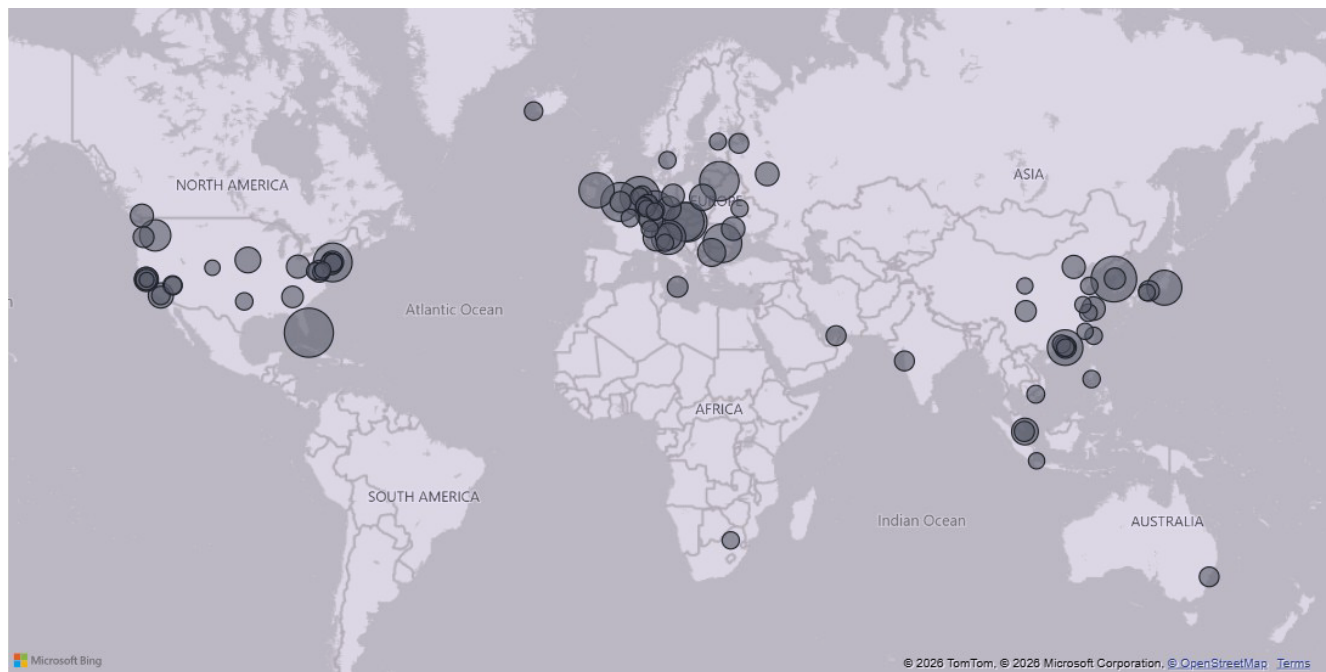 NORTH AMERICA
ASIA
EUROPE
Atlantic Ocean
AFRICA
SOUTH AMERICA
Indian Ocean
AUSTRALIA
Microsoft Bing
© 2026 TomTom, © 2026 Microsoft Corporation, © OpenStreetMap Terms